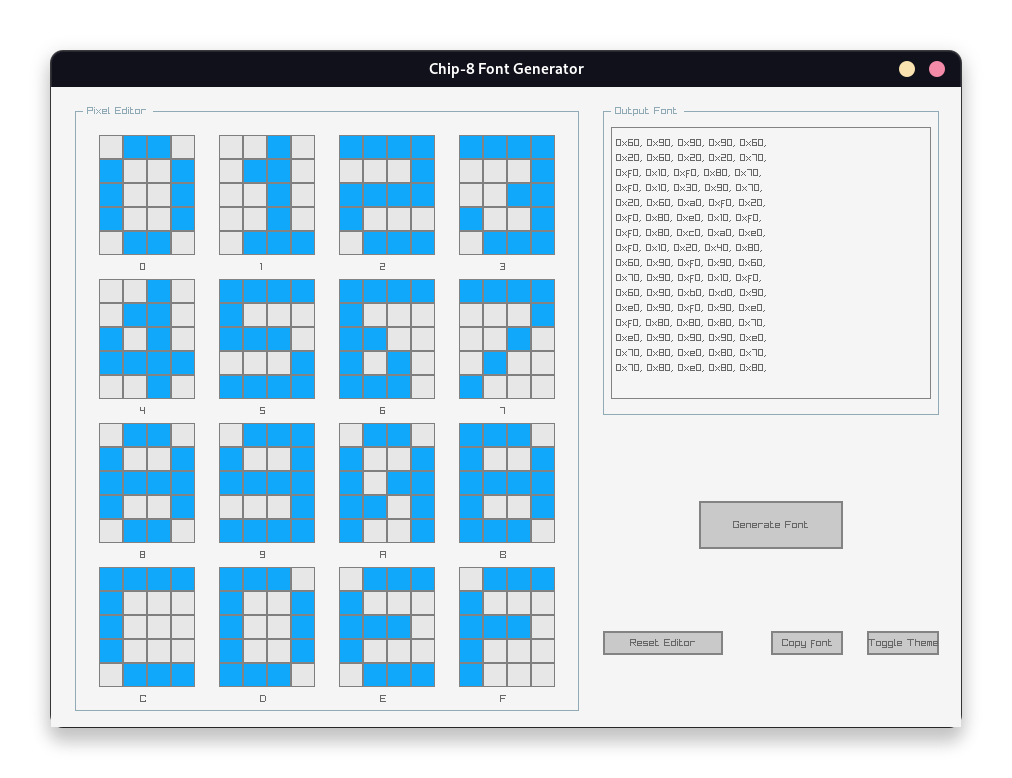 Chip-8 Font Generator
Pixel Editor
0 1 2 3
4 5 6 7
8 9 A B
C D E F
Output Font
0x60, 0x90, 0x90, 0x90, 0x60,
0x20, 0x60, 0x20, 0x20, 0x70,
0xf0, 0x10, 0xf0, 0x80, 0x70,
0xf0, 0x10, 0x30, 0x90, 0x70,
0x20, 0x60, 0xa0, 0xf0, 0x20,
0xf0, 0x80, 0xe0, 0x10, 0xf0,
0xf0, 0x80, 0xc0, 0xa0, 0xe0,
0xf0, 0x10, 0x20, 0x40, 0x80,
0x60, 0x90, 0xf0, 0x90, 0x60,
0x70, 0x90, 0xf0, 0x10, 0xf0,
0x60, 0x90, 0xb0, 0xd0, 0x90,
0xe0, 0x90, 0xf0, 0x90, 0xe0,
0xf0, 0x80, 0x80, 0x80, 0x70,
0xe0, 0x90, 0x90, 0x90, 0xe0,
0x70, 0x80, 0xe0, 0x80, 0x70,
0x70, 0x80, 0xe0, 0x80, 0x80,
Generate Font
Reset Editor
Copy font
Toggle Theme